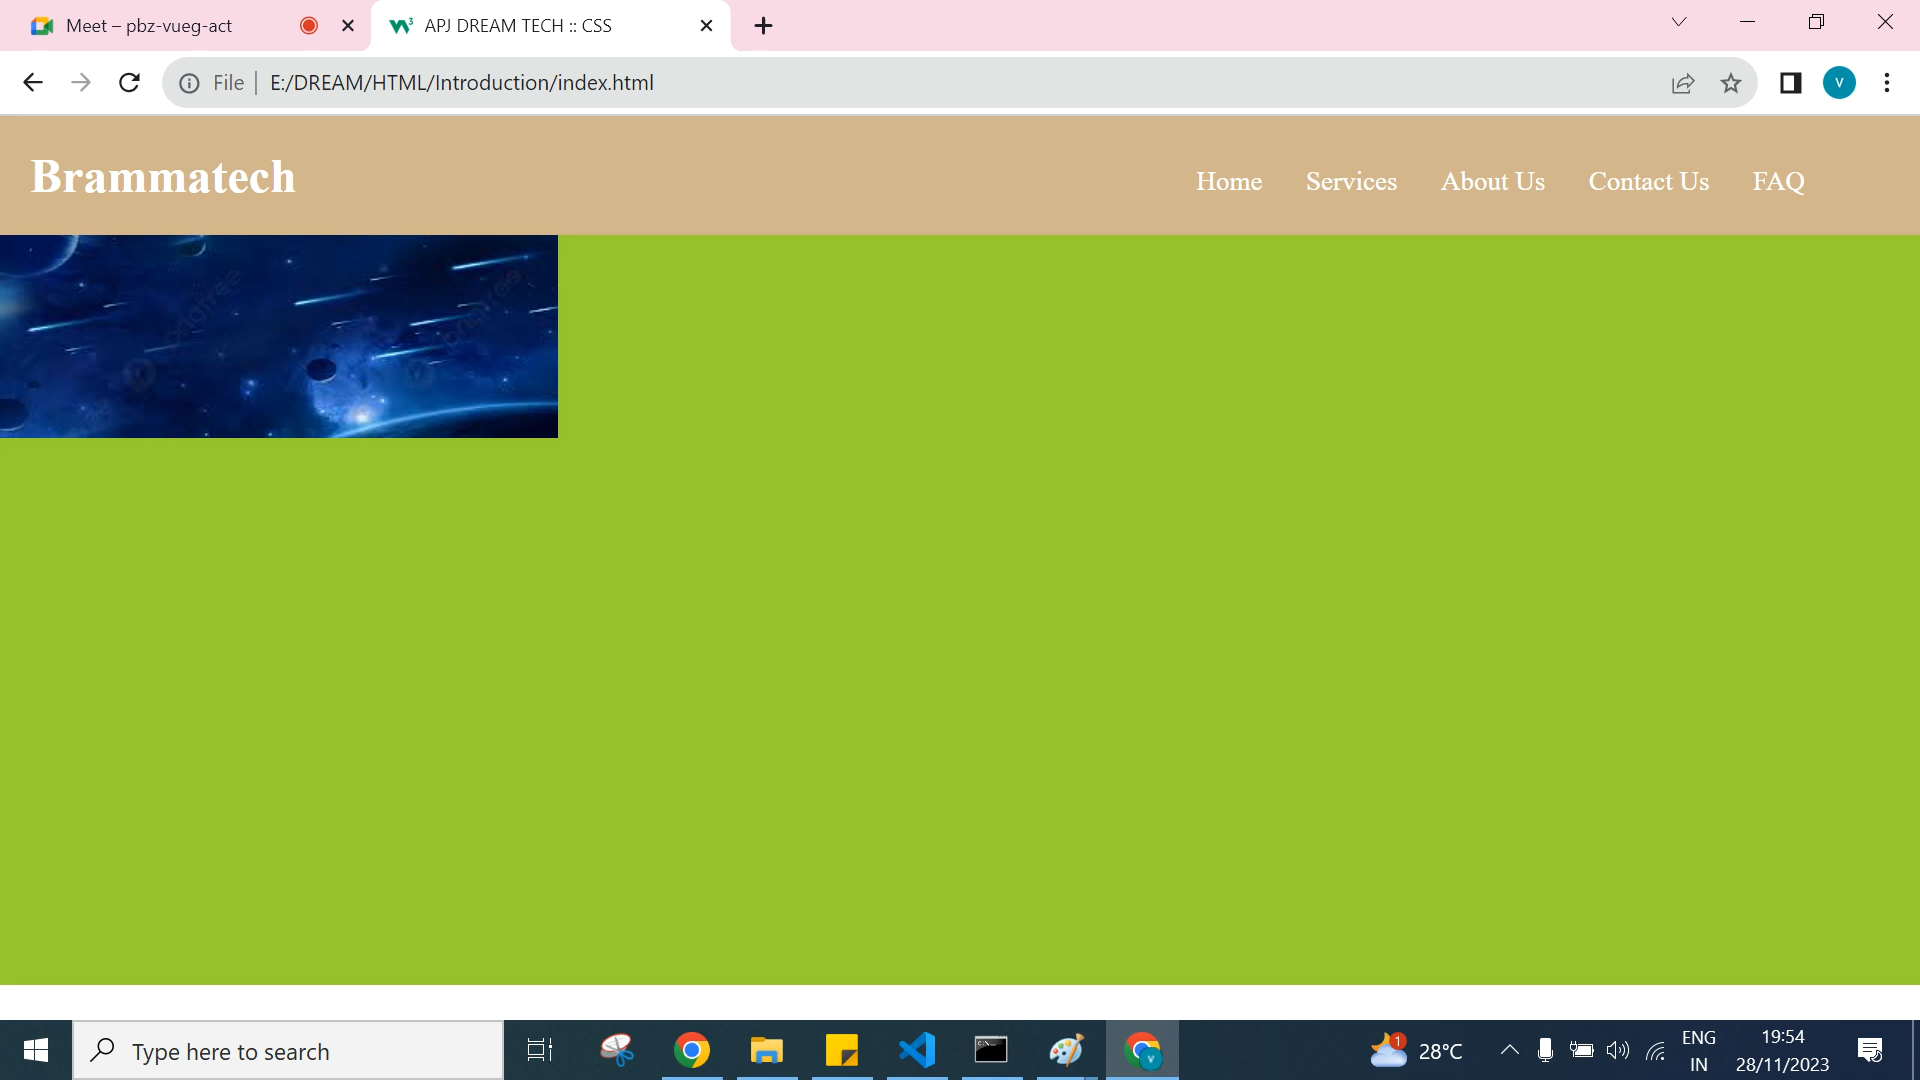 Meet – pbz-vueg-act
APJ DREAM TECH :: CSS
File
E:/DREAM/HTML/Introduction/index.html
V
Brammatech
Home Services About Us Contact Us FAQ
Type here to search
V
1
28°C
ENG
IN
19:54
28/11/2023